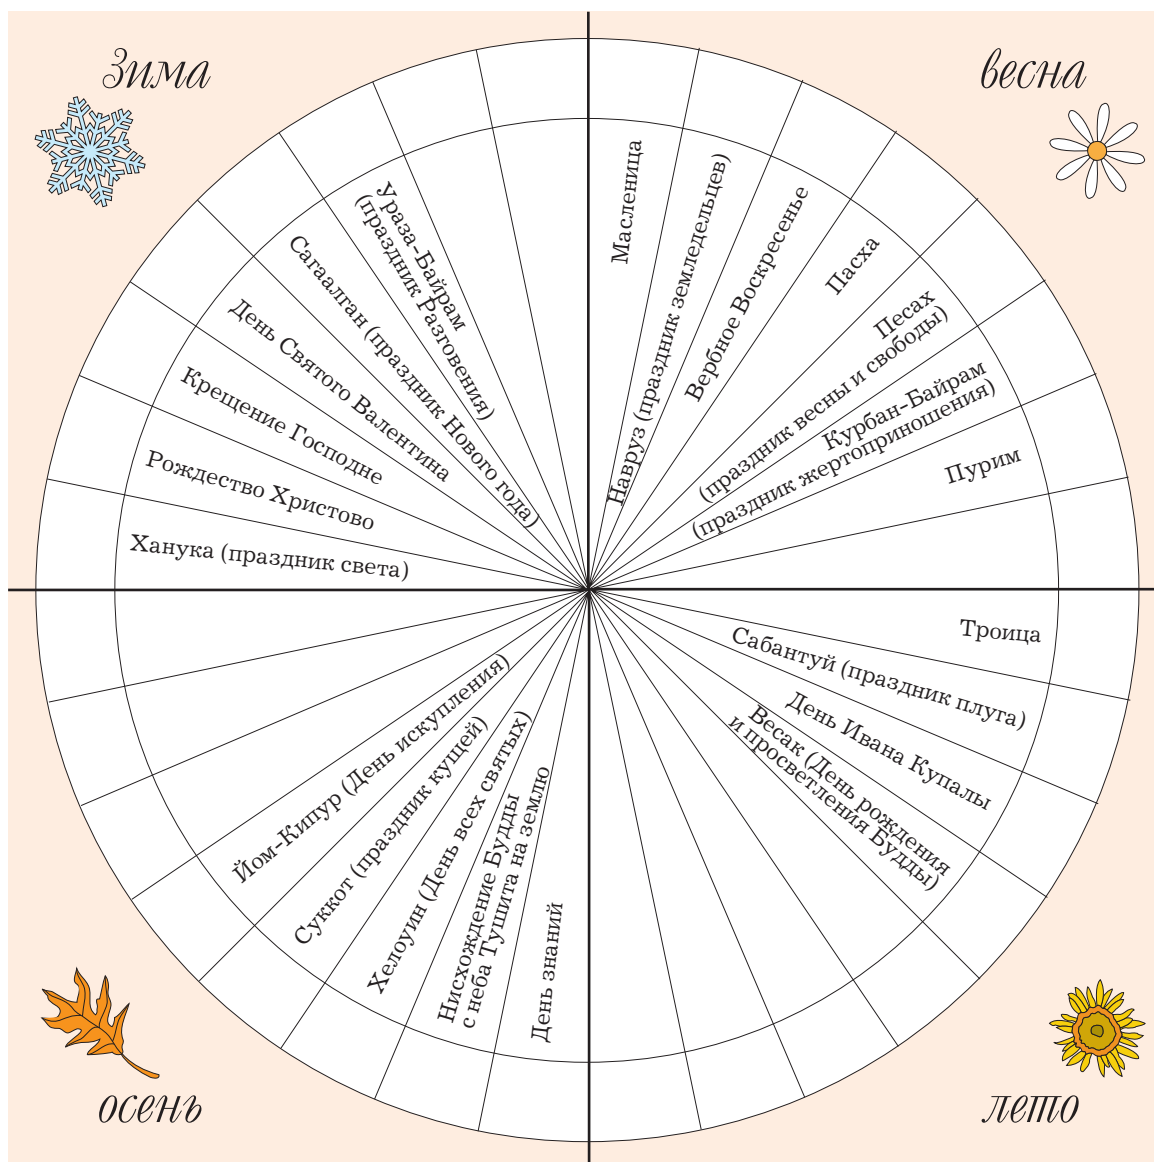 зима
весна
Масленица
Навруз (праздник земледельцев)
Вербное Воскресенье
Пасха
Песах
(праздник весны и свободы)
Курбан-Байрам
(праздник жертоприношения)
Пурим
Троица
Сабантуй (праздник плуга)
День Ивана Купалы
Весак (День рождения
и просветления Будды)
День знаний
Нисхождение Будды
с неба Тушита на землю
Хелоуин (День всех святых)
Суккот (праздник кущей)
Йом-Кипур (День искупления)
Ханука (праздник света)
Рождество Христово
Крещение Господне
День Святого Валентина
Сагаалган (праздник Нового года)
Ураза-Байрам
(праздник Разговения)
осень
лето